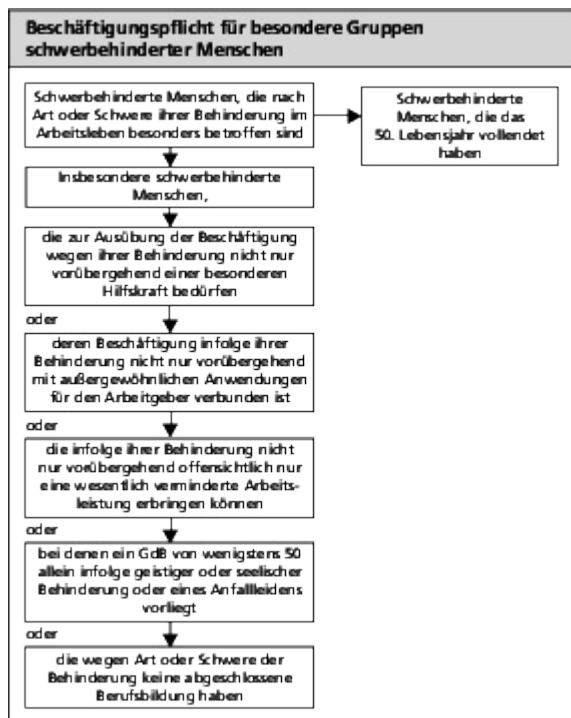 Beschäftigungspflicht für besondere Gruppen
schwerbehinderter Menschen
Schwerbehinderte Menschen, die nach
Art oder Schwere ihrer Behinderung im
Arbeitsleben besonders betroffen sind
Schwerbehinderte
Menschen, die das
50. Lebensjahr vollendet
haben
Insbesondere schwerbehinderte
Menschen,
die zur Ausübung der Beschäftigung
wegen ihrer Behinderung nicht nur
vorübergehend einer besonderen
Hilfskraft bedürfen
oder
deren Beschäftigung infolge ihrer
Behinderung nicht nur vorübergehend
mit außergewöhnlichen Anwendungen
für den Arbeitgeber verbunden ist
oder
die infolge ihrer Behinderung nicht
nur vorübergehend offensichtlich nur
eine wesentlich verminderte Arbeits-
leistung erbringen können
oder
bei denen ein GdB von wenigstens 50
allein infolge geistiger oder seelischer
Behinderung oder eines Anfallleidens
vorliegt
oder
die wegen Art oder Schwere der
Behinderung keine abgeschlossene
Berufsbildung haben